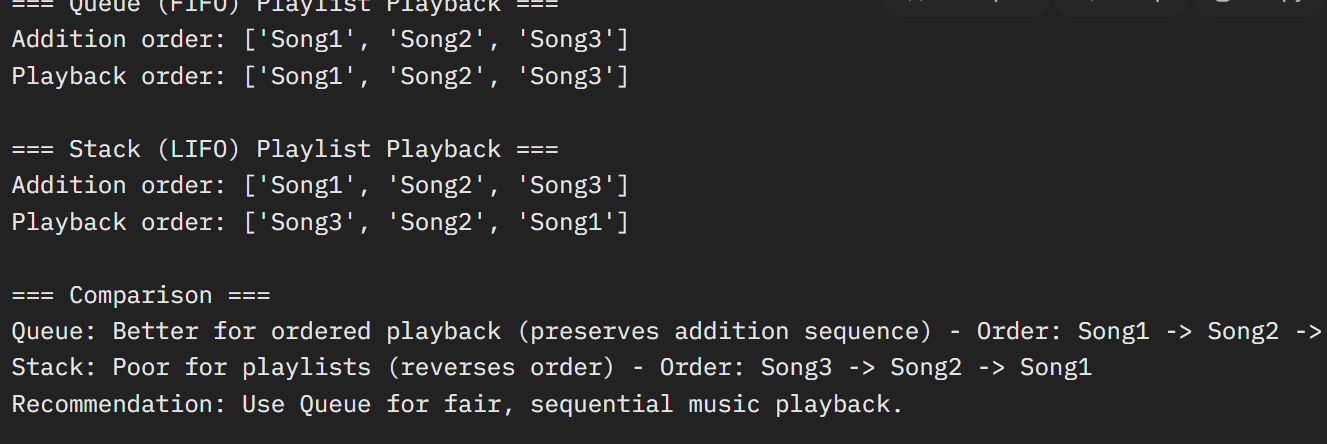 === Queue (FIFO) Playlist Playback ===
Addition order: ['Song1', 'Song2', 'Song3']
Playback order: ['Song1', 'Song2', 'Song3']
=== Stack (LIFO) Playlist Playback ===
Addition order: ['Song1', 'Song2', 'Song3']
Playback order: ['Song3', 'Song2', 'Song1']
=== Comparison ===
Queue: Better for ordered playback (preserves addition sequence) - Order: Song1 -> Song2 ->
Stack: Poor for playlists (reverses order) - Order: Song3 -> Song2 -> Song1
Recommendation: Use Queue for fair, sequential music playback.